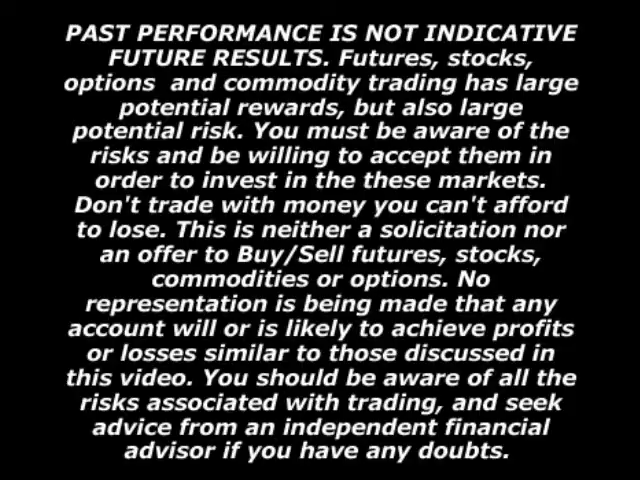 PAST PERFORMANCE IS NOT INDICATIVE
FUTURE RESULTS. Futures, stocks,
options  and commodity trading has large
potential rewards, but also large
potential risk. You must be aware of the
risks and be willing to accept them in
order to invest in the these markets.
Don't trade with money you can't afford
to lose. This is neither a solicitation nor
an offer to Buy/Sell futures, stocks,
commodities or options. No
representation is being made that any
account will or is likely to achieve profits
or losses similar to those discussed in
this video. You should be aware of all the
risks associated with trading, and seek
advice from an independent financial
advisor if you have any doubts.